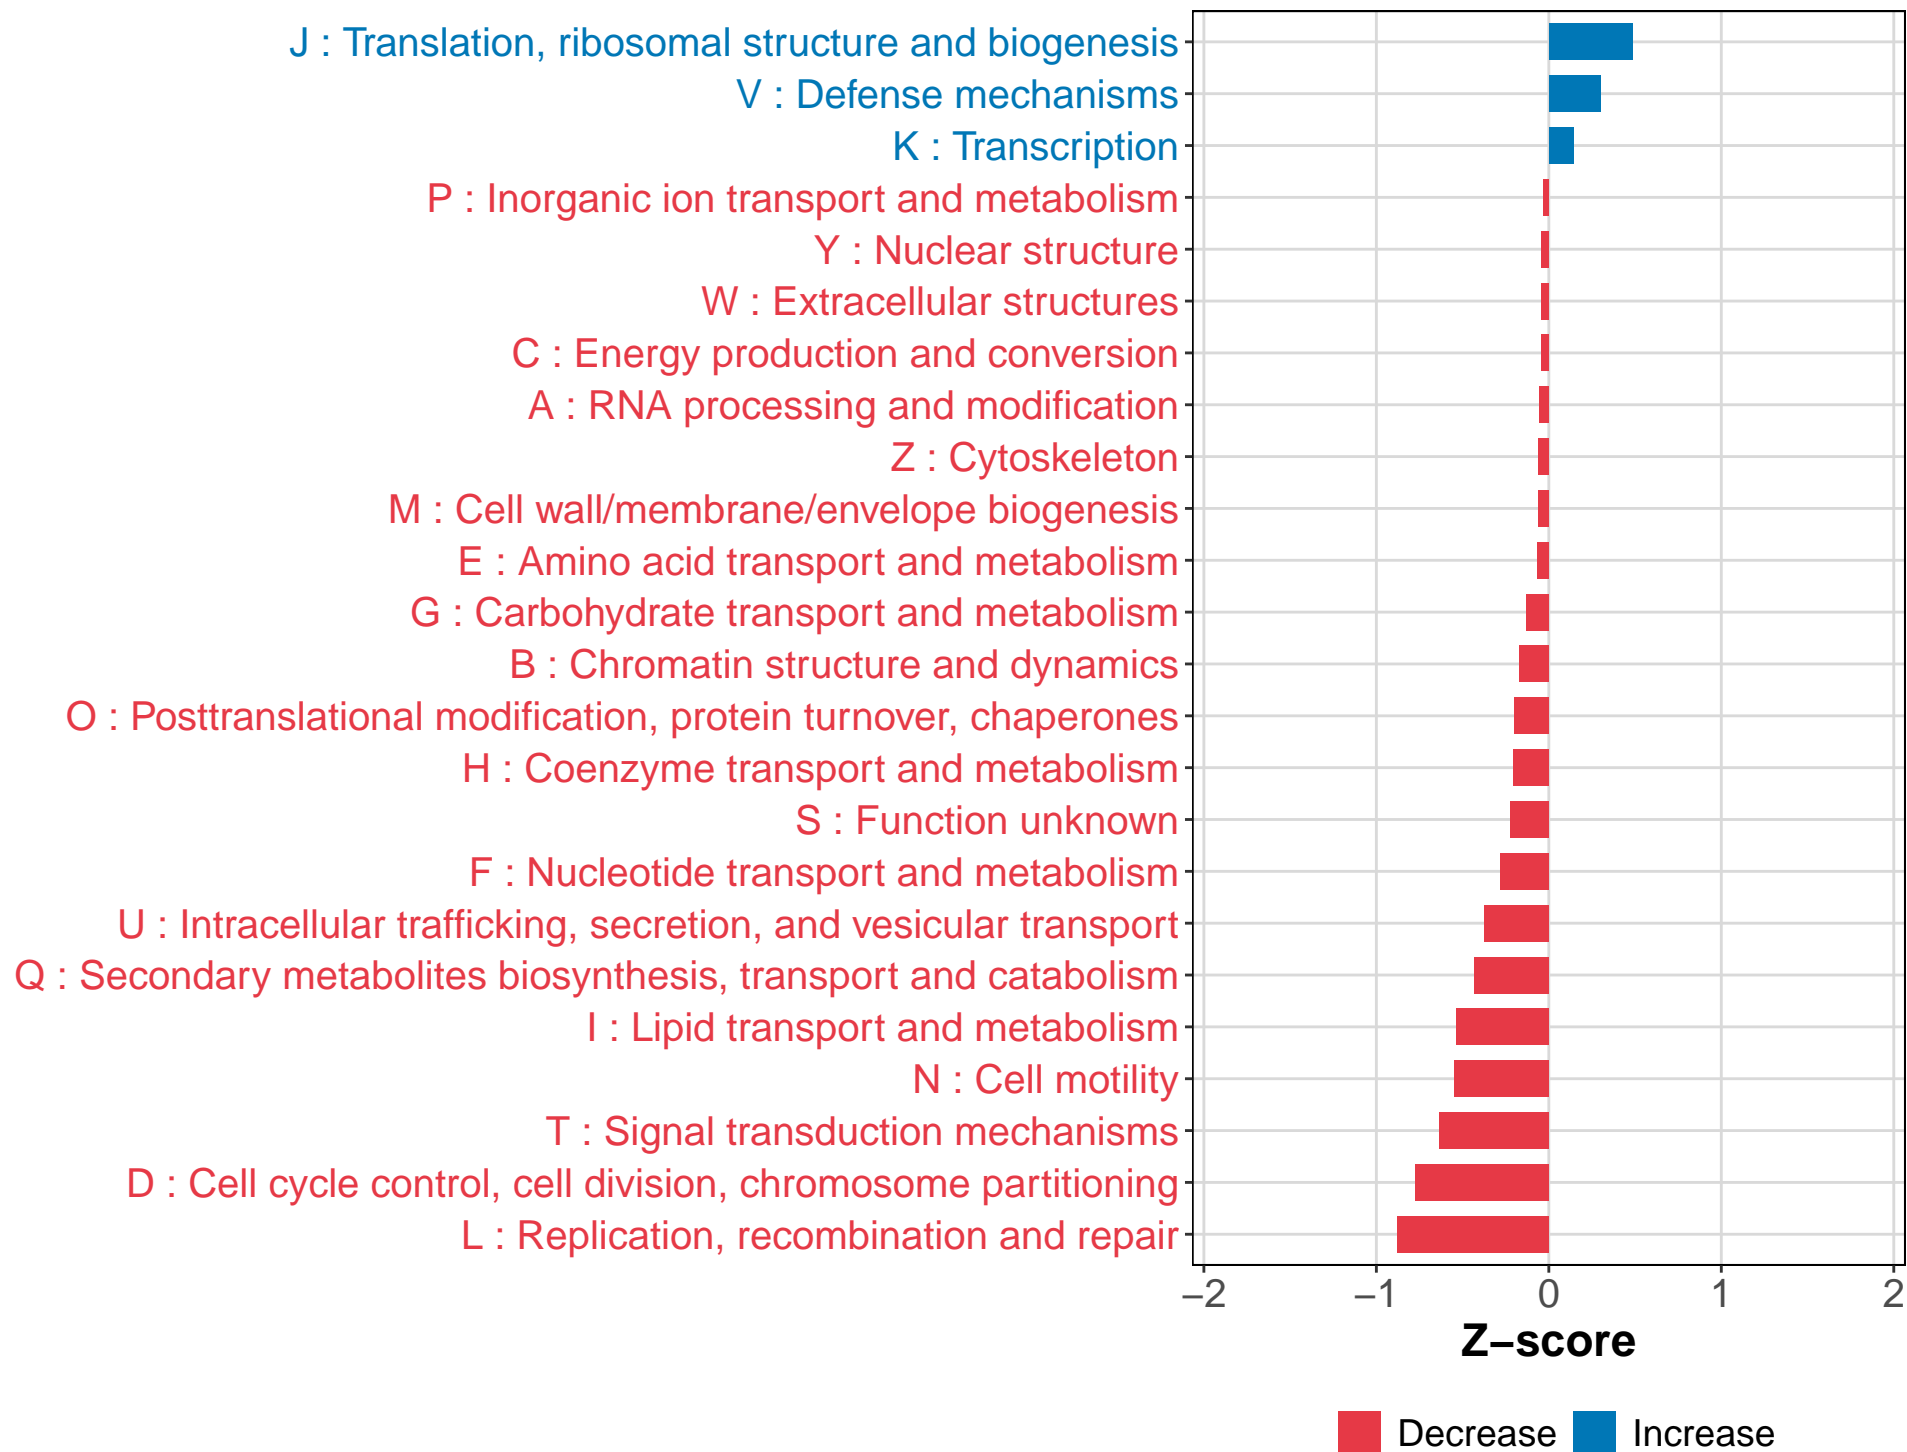 J : Translation, ribosomal structure and biogenesis
V : Defense mechanisms
K : Transcription
P : Inorganic ion transport and metabolism
Y : Nuclear structure
W : Extracellular structures
C : Energy production and conversion
A : RNA processing and modification
Z : Cytoskeleton
M : Cell wall/membrane/envelope biogenesis
E : Amino acid transport and metabolism
G : Carbohydrate transport and metabolism
B : Chromatin structure and dynamics
O : Posttranslational modification, protein turnover, chaperones
H : Coenzyme transport and metabolism
S : Function unknown
F : Nucleotide transport and metabolism
U : Intracellular trafficking, secretion, and vesicular transport
Q : Secondary metabolites biosynthesis, transport and catabolism
I : Lipid transport and metabolism
N : Cell motility
T : Signal transduction mechanisms
D : Cell cycle control, cell division, chromosome partitioning
L : Replication, recombination and repair
−2 −1 0 1 2
Z−score
Decrease Increase